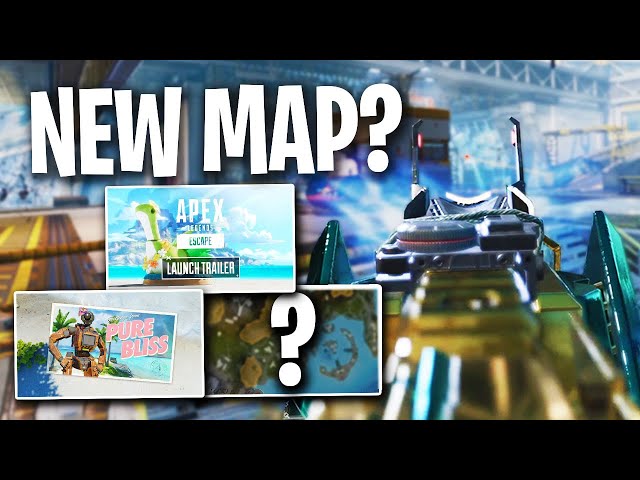 NEW MAP?
APEX
LEGENDS
ESCAPE
LAUNCH TRAILER
PURE
BLISS
?